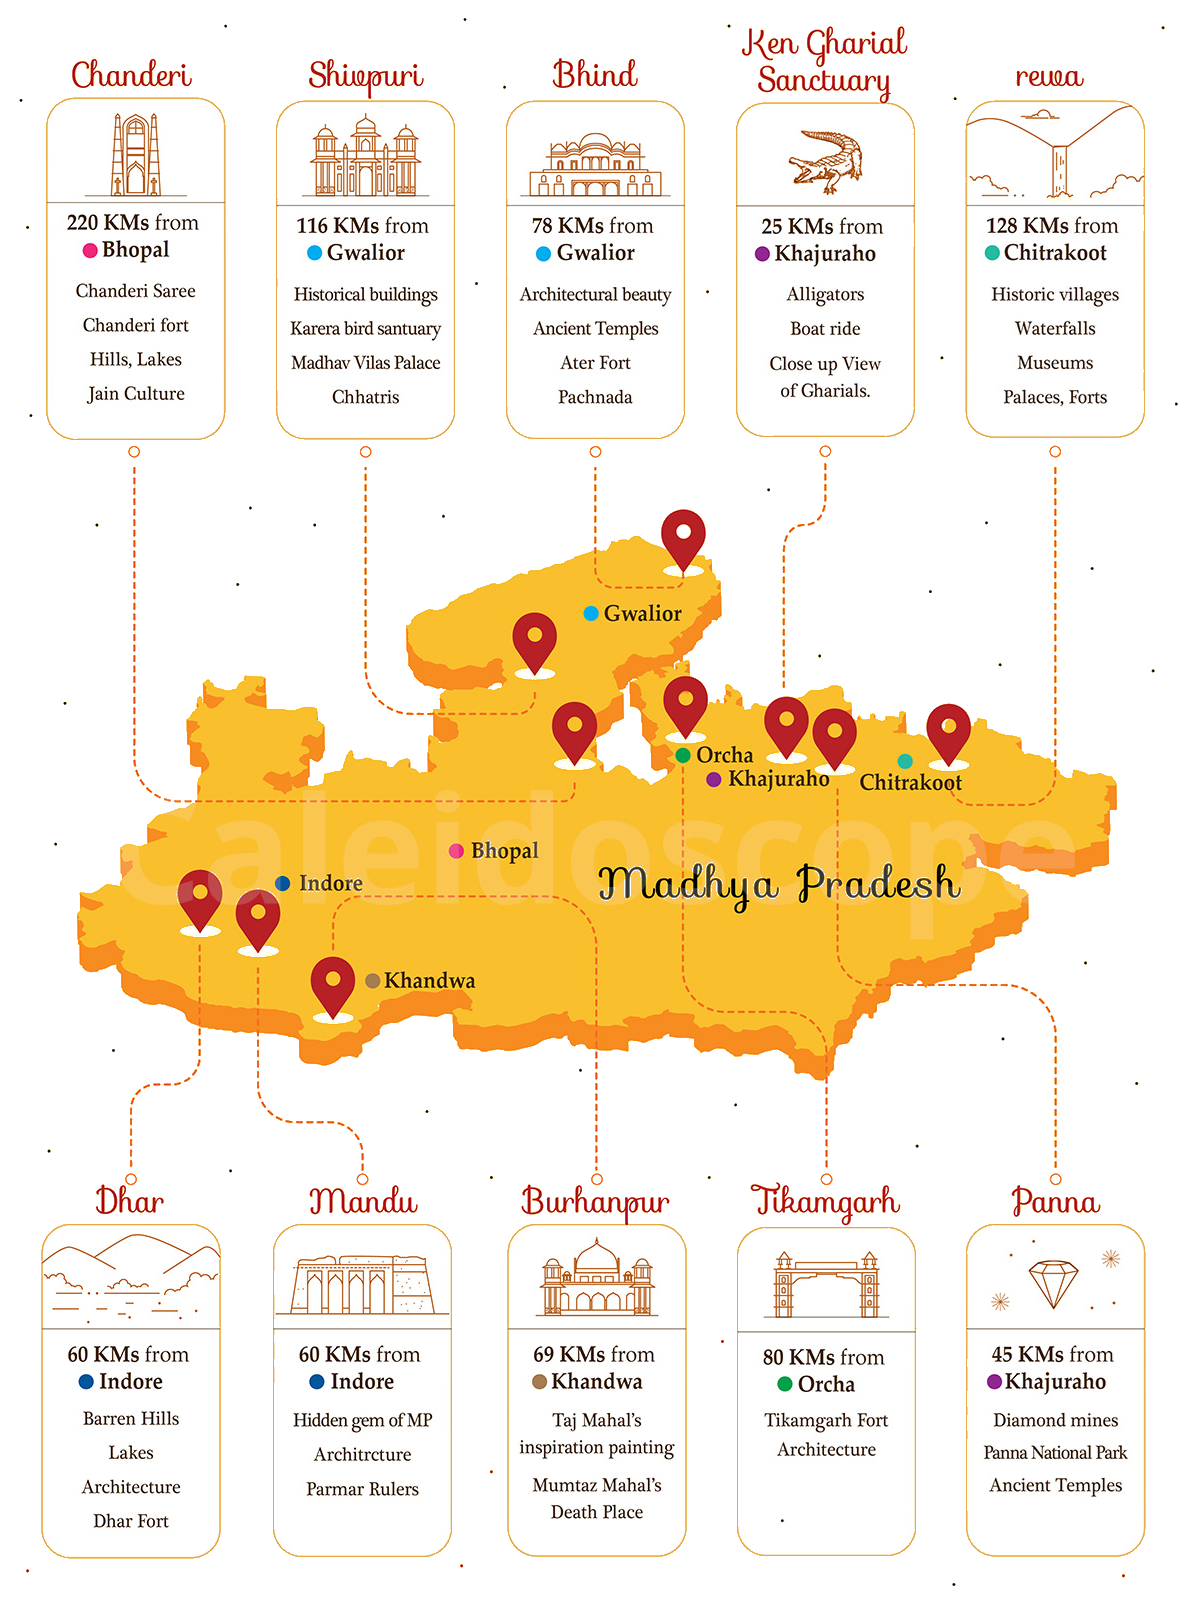 Chanderi
220 KMs from
Bhopal
Chanderi Saree
Chanderi fort
Hills, Lakes
Jain Culture
Shivpuri
116 KMs from
Gwalior
Historical buildings
Karera bird santuary
Madhav Vilas Palace
Chhatris
Bhind
78 KMs from
Gwalior
Architectural beauty
Ancient Temples
Ater Fort
Pachnada
Ken Gharial
Sanctuary
25 KMs from
Khajuraho
Alligators
Boat ride
Close up View
of Gharials.
rewa
128 KMs from
Chitrakoot
Historic villages
Waterfalls
Museums
Palaces, Forts
Gwalior
Orcha
Khajuraho
Chitrakoot
Caleidoscope
Bhopal
Indore
Madhya Pradesh
Khandwa
Dhar
60 KMs from
Indore
Barren Hills
Lakes
Architecture
Dhar Fort
Mandu
60 KMs from
Indore
Hidden gem of MP
Architrcture
Parmar Rulers
Burhanpur
69 KMs from
Khandwa
Taj Mahal's
inspiration painting
Mumtaz Mahal's
Death Place
Tikamgarh
80 KMs from
Orcha
Tikamgarh Fort
Architecture
Panna
45 KMs from
Khajuraho
Diamond mines
Panna National Park
Ancient Temples